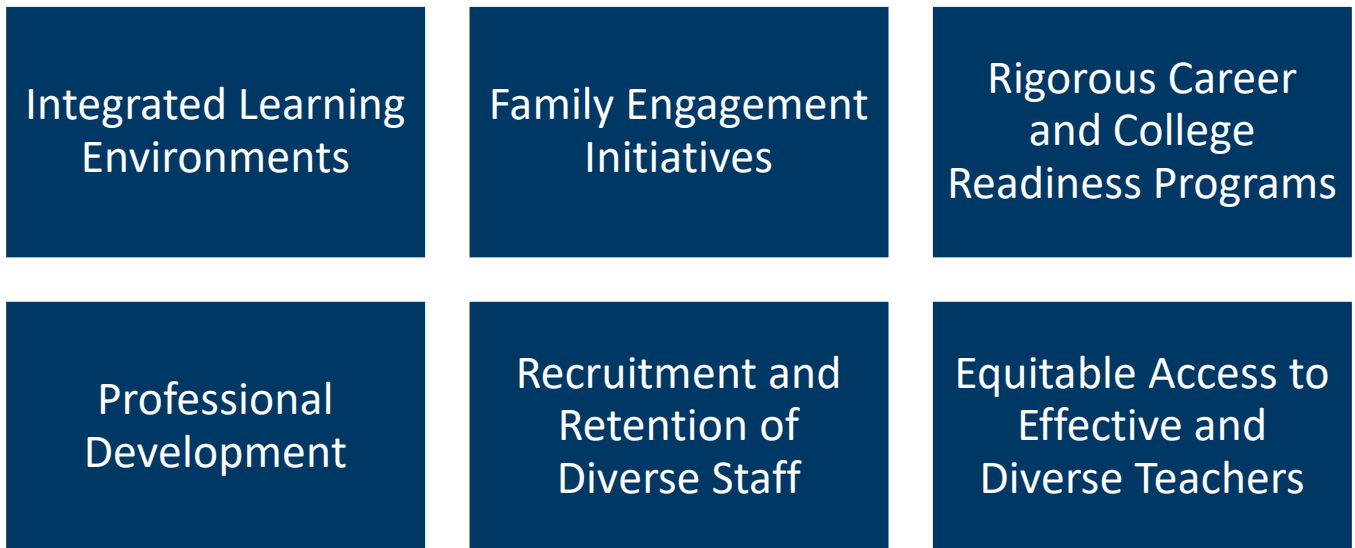 Integrated Learning
Environments
Family Engagement
Initiatives
Rigorous Career
and College
Readiness Programs
Professional
Development
Recruitment and
Retention of
Diverse Staff
Equitable Access to
Effective and
Diverse Teachers